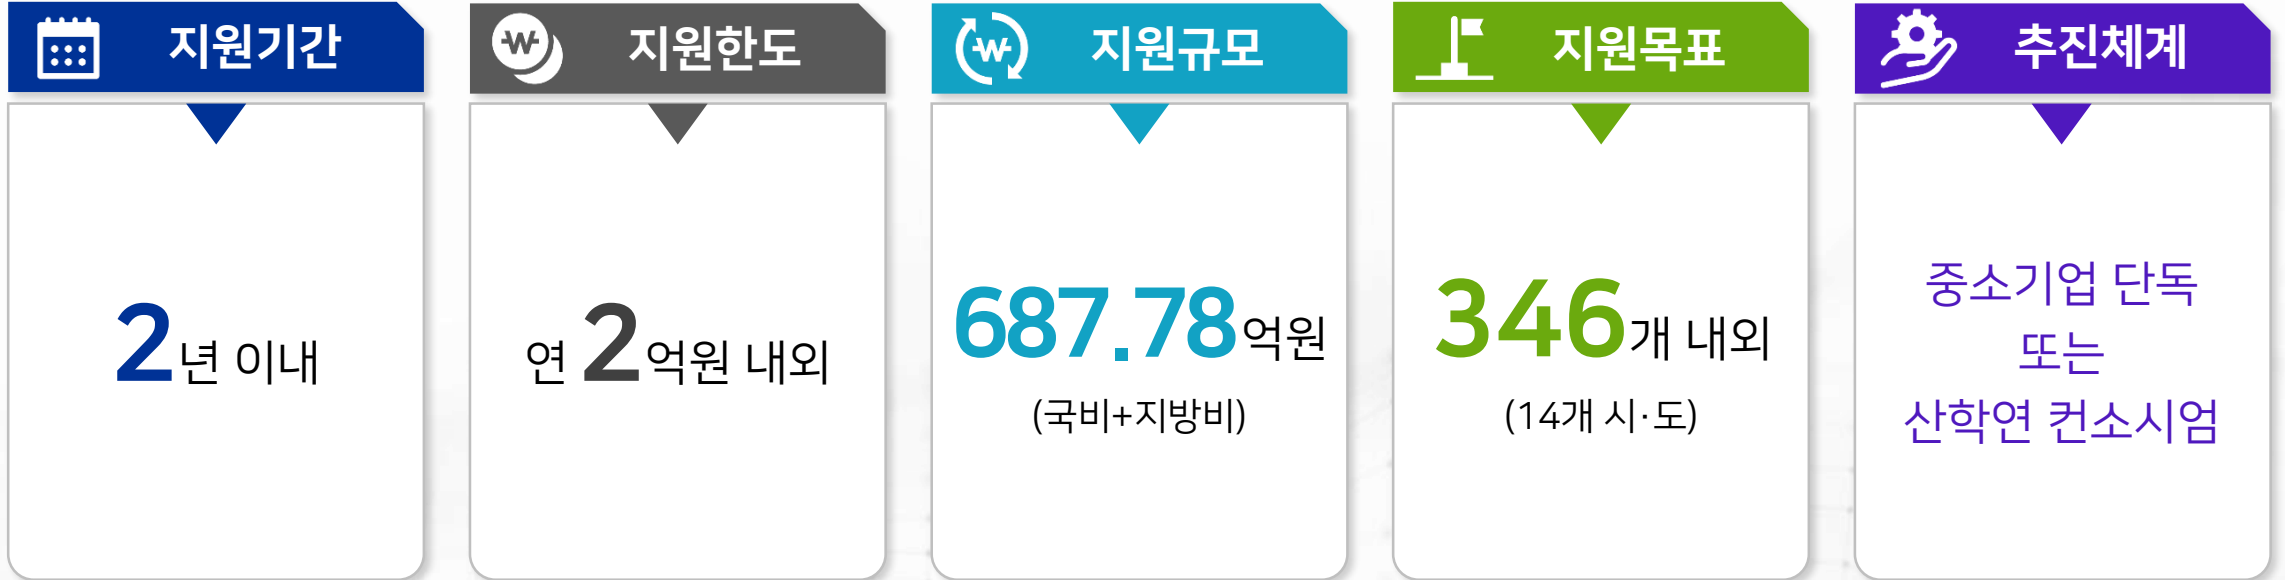 지원기간
2년 이내
지원한도
연 2억원 내외
지원규모
687.78억원
(국비+지방비)
지원목표
346개 내외
(14개 시·도)
추진체계
중소기업 단독
또는
산학연 컨소시엄